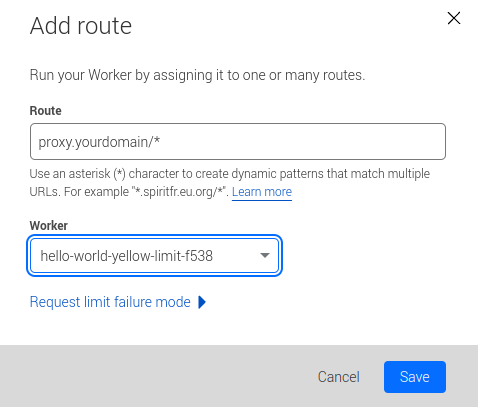 Add route
Run your Worker by assigning it to one or many routes.
Route
proxy.yourdomain/*
Use an asterisk (*) character to create dynamic patterns that match multiple
URLs. For example "*.spiritfr.eu.org/*". Learn more
Worker
hello-world-yellow-limit-f538
Request limit failure mode
Cancel
Save